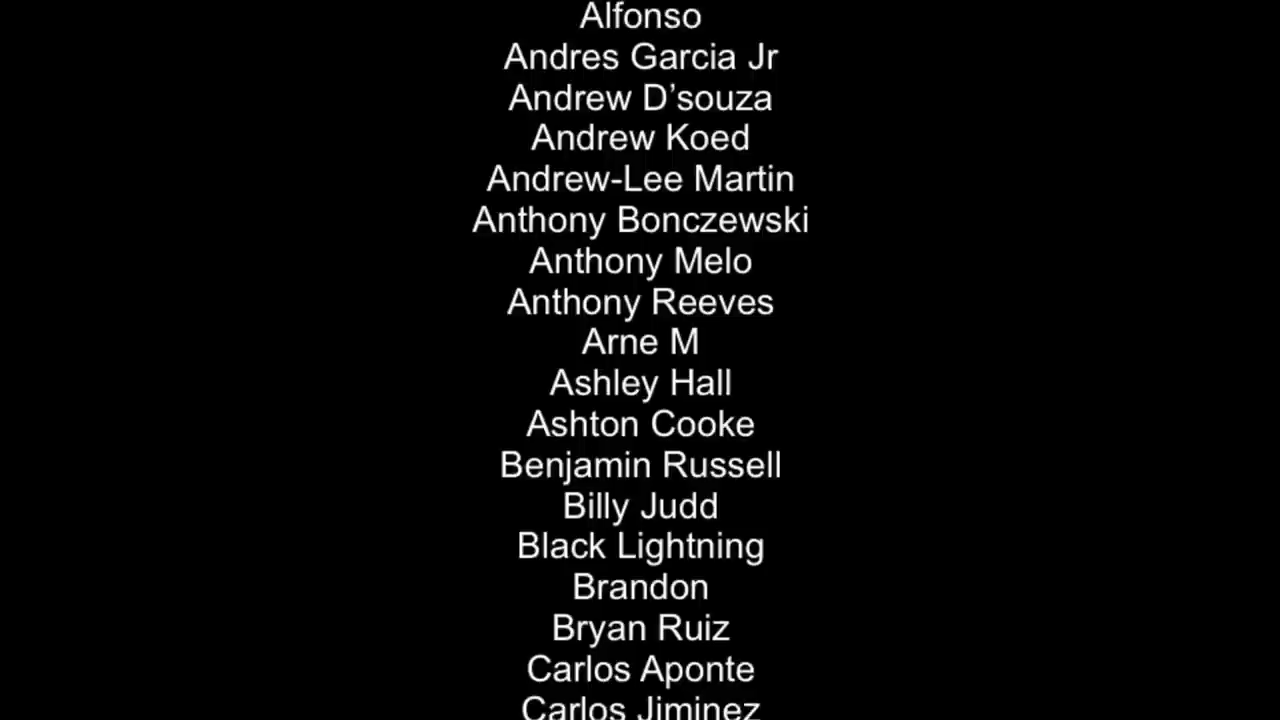 Alfonso
Andres Garcia Jr
Andrew D’souza
Andrew Koed
Andrew-Lee Martin
Anthony Bonczewski
Anthony Melo
Anthony Reeves
Arne M
Ashley Hall
Ashton Cooke
Benjamin Russell
Billy Judd
Black Lightning
Brandon
Bryan Ruiz
Carlos Aponte
Carlos Jiminez